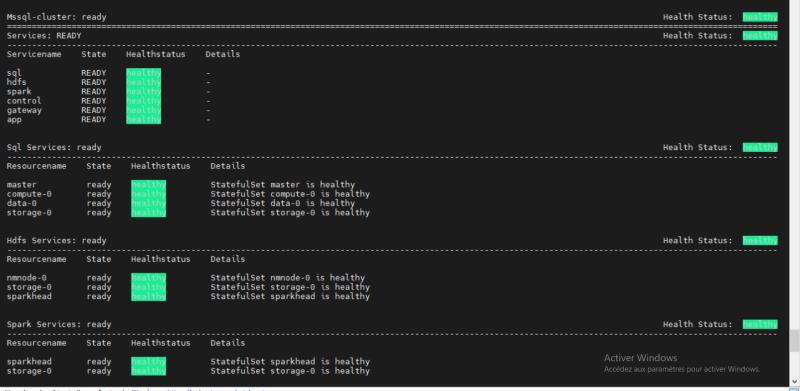 Mssql-cluster: ready Health Status: healthy
Services: READY Health Status: healthy
Servicename State Healthstatus Details
sql READY healthy -
hdfs READY healthy -
spark READY healthy -
control READY healthy -
gateway READY healthy -
app READY healthy -
Sql Services: ready Health Status: healthy
Resourcename State Healthstatus Details
master ready healthy StatefulSet master is healthy
compute-0 ready healthy StatefulSet compute-0 is healthy
data-0 ready healthy StatefulSet data-0 is healthy
storage-0 ready healthy StatefulSet storage-0 is healthy
Hdfs Services: ready Health Status: healthy
Resourcename State Healthstatus Details
nmnode-0 ready healthy StatefulSet nmnode-0 is healthy
storage-0 ready healthy StatefulSet storage-0 is healthy
sparkhead ready healthy StatefulSet sparkhead is healthy
Spark Services: ready Health Status: healthy
Resourcename State Healthstatus Details
sparkhead ready healthy StatefulSet sparkhead is healthy
storage-0 ready healthy StatefulSet storage-0 is healthy
Activer Windows
Accédez aux paramètres pour activer Windows.